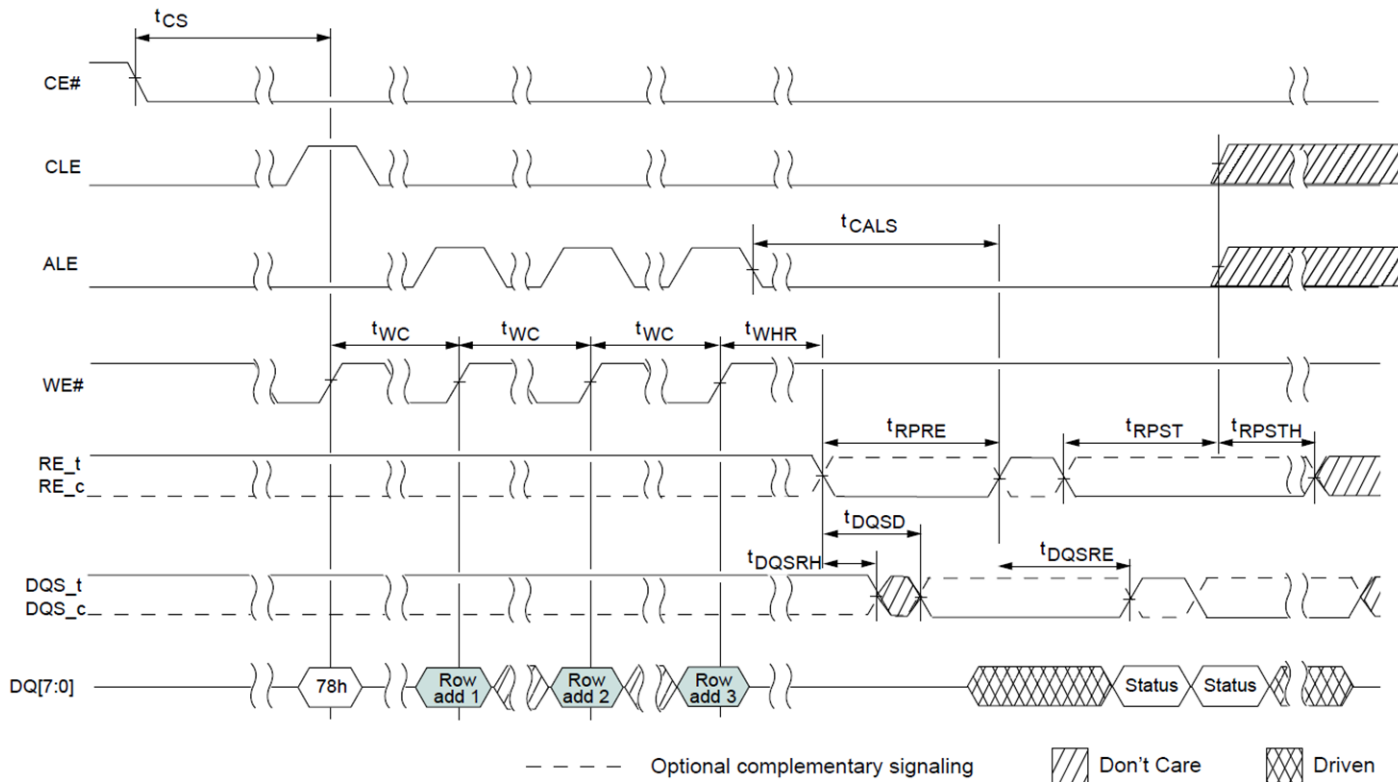 tCS
CE#
CLE
tCALS
ALE
tWC tWC tWC tWHR
WE#
tRPRE tRPST tRPSTH
RE_t
RE_c
tDQSD
tDQSRH tDQSRE
DQS_t
DQS_c
DQ[7:0] 78h Row add 1 Row add 2 Row add 3 Status Status
Optional complementary signaling Don't Care Driven